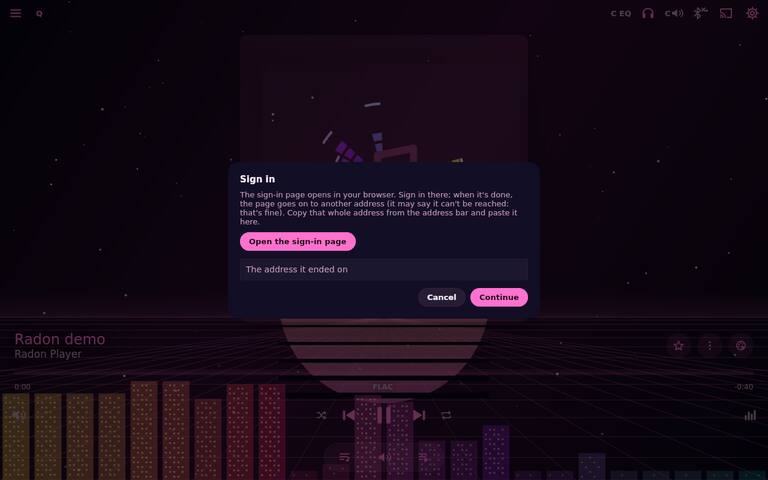 Q
C EQ
C
Sign in
The sign-in page opens in your browser. Sign in there; when it's done,
the page goes on to another address (it may say it can't be reached;
that's fine). Copy that whole address from the address bar and paste it
here.
Open the sign-in page
The address it ended on
Cancel
Continue
Radon demo
Radon Player
0:00
FLAC
-0:40